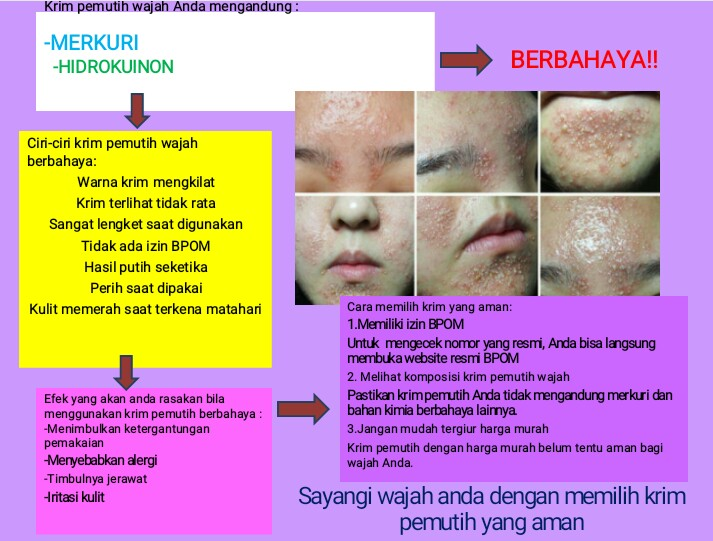 Krim pemutih wajah Anda mengandung :
-MERKURI
-HIDROKUINON
BERBAHAYA!!
Ciri-ciri krim pemutih wajah
berbahaya:
Warna krim mengkilat
Krim terlihat tidak rata
Sangat lengket saat digunakan
Tidak ada izin BPOM
Hasil putih seketika
Perih saat dipakai
Kulit memerah saat terkena matahari
Efek yang akan anda rasakan bila
menggunakan krim pemutih berbahaya :
-Menimbulkan ketergantungan
pemakaian
-Menyebabkan alergi
-Timbulnya jerawat
-Iritasi kulit
Cara memilih krim yang aman:
1.Memiliki izin BPOM
Untuk mengecek nomor yang resmi, Anda bisa langsung
membuka website resmi BPOM
2. Melihat komposisi krim pemutih wajah
Pastikan krim pemutih Anda tidak mengandung merkuri dan
bahan kimia berbahaya lainnya.
3.Jangan mudah tergiur harga murah
Krim pemutih dengan harga murah belum tentu aman bagi
wajah Anda.
Sayangi wajah anda dengan memilih krim
pemutih yang aman